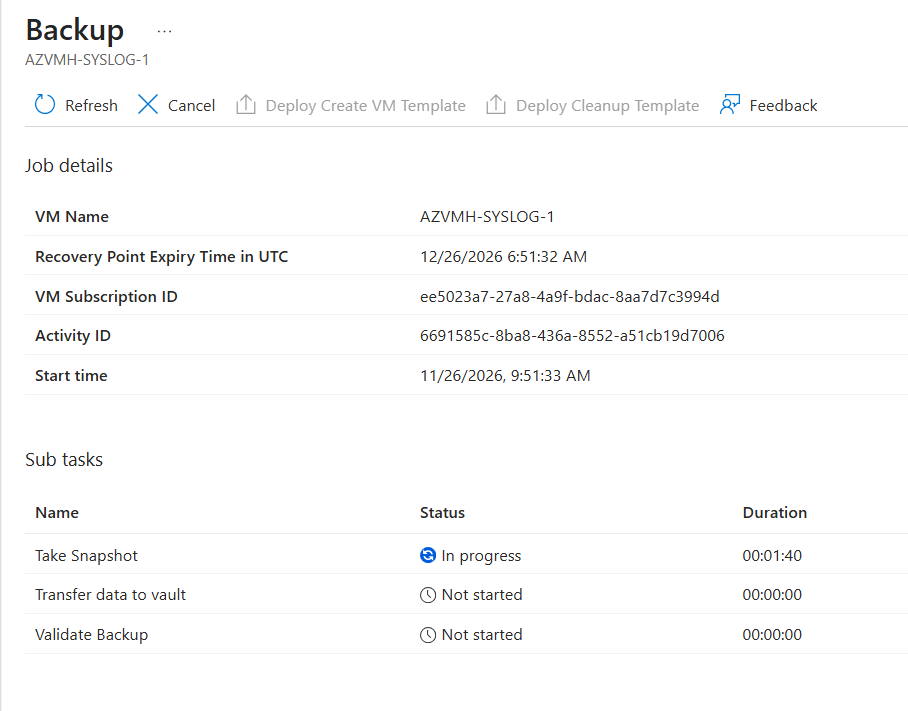 Backup ...
AZVMH-SYSLOG-1
Refresh Cancel Deploy Create VM Template Deploy Cleanup Template Feedback
Job details
VM Name AZVMH-SYSLOG-1
Recovery Point Expiry Time in UTC 12/26/2026 6:51:32 AM
VM Subscription ID ee5023a7-27a8-4a9f-bdac-8aa7d7c3994d
Activity ID 6691585c-8ba8-436a-8552-a51cb19d7006
Start time 11/26/2026, 9:51:33 AM
Sub tasks
Name Status Duration
Take Snapshot In progress 00:01:40
Transfer data to vault Not started 00:00:00
Validate Backup Not started 00:00:00